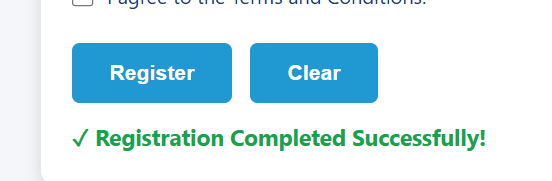 I agree to the Terms and Conditions.
Register
Clear
✓ Registration Completed Successfully!